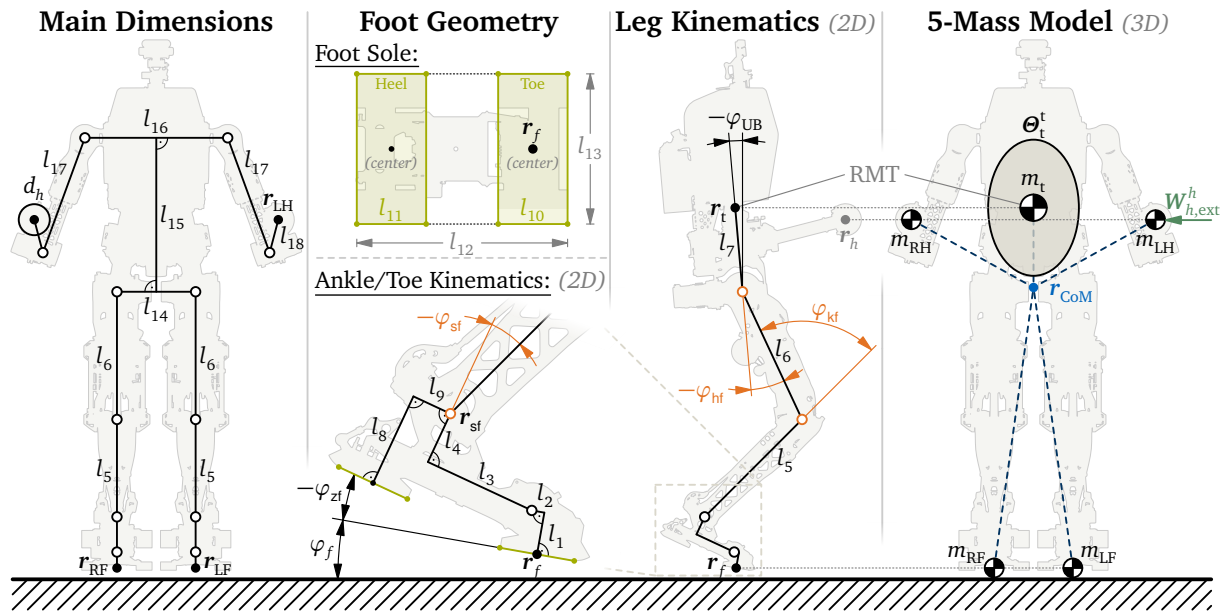 Main Dimensions
l₁₆
l₁₇
l₁₇
d_h
r_LH
l₁₅
l₁₈
l₁₄
l₆
l₆
l₅
l₅
r_RF
r_LF
Foot Geometry
Foot Sole:
Heel
Toe
r_f
(center)
(center)
l₁₃
l₁₁
l₁₀
l₁₂
Ankle/Toe Kinematics: (2D)
−φ_sf
l₉
r_sf
l₈
l₄
l₃
−φ_zf
l₂
φ_f
l₁
r_f
Leg Kinematics (2D)
−φ_UB
RMT
r_t
r_h
l₇
φ_kf
l₆
−φ_hf
l₅
r_f
5-Mass Model (3D)
Θ_t^t
m_t
W_h,ext^h
m_RH
m_LH
r_CoM
m_RF
m_LF